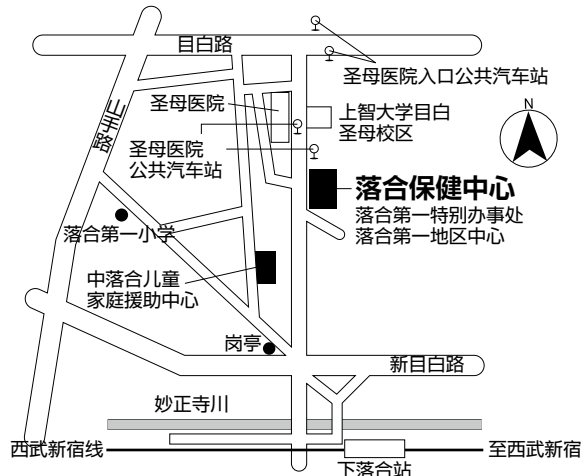 目白路
圣母医院入口公共汽车站
圣母医院
上智大学目白
圣母校区
N
山手路
圣母医院
公共汽车站
落合保健中心
落合第一特别办事处
落合第一地区中心
落合第一小学
中落合儿童
家庭援助中心
岗亭
新目白路
妙正寺川
西武新宿线
至西武新宿
下落合站